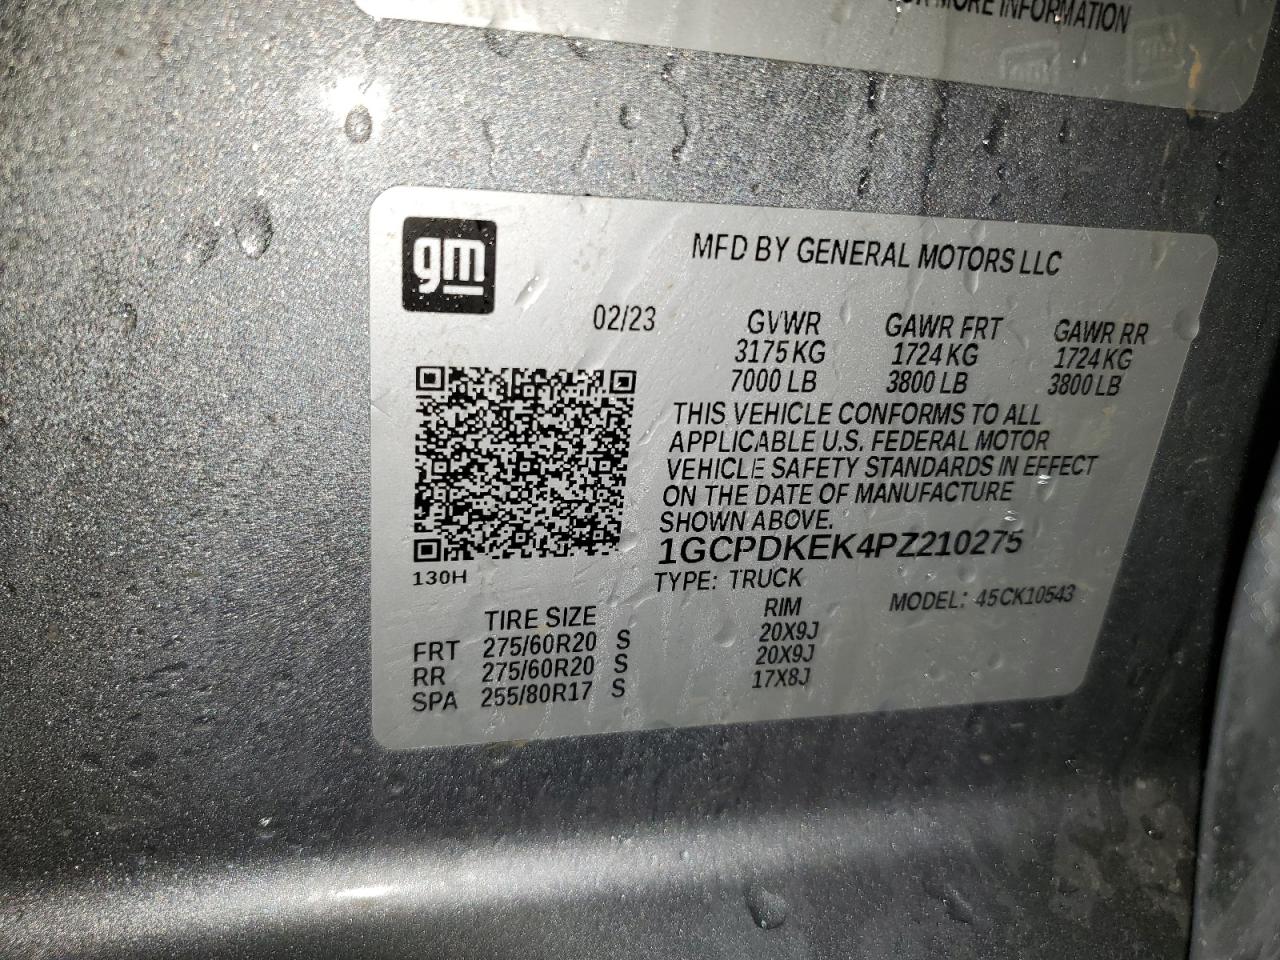 FOR MORE INFORMATION
gm
gm
MFD BY GENERAL MOTORS LLC
02/23
GVWR GAWR FRT GAWR RR
3175 KG 1724 KG 1724 KG
7000 LB 3800 LB 3800 LB
THIS VEHICLE CONFORMS TO ALL
APPLICABLE U.S. FEDERAL MOTOR
VEHICLE SAFETY STANDARDS IN EFFECT
ON THE DATE OF MANUFACTURE
SHOWN ABOVE.
1GCPDKEK4PZ210275
130H
TYPE: TRUCK MODEL: 45CK10543
TIRE SIZE RIM
FRT 275/60R20 S 20X9J
RR 275/60R20 S 20X9J
SPA 255/80R17 S 17X8J